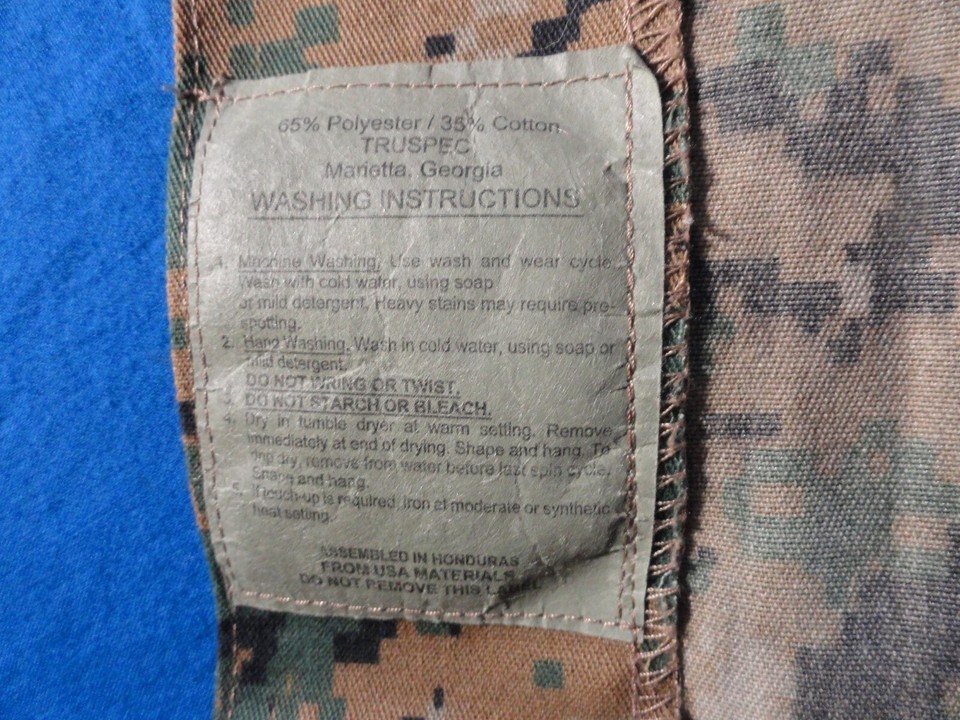 65% Polyester / 35% Cotton
TRUSPEC
Marietta, Georgia
WASHING INSTRUCTIONS
1. Machine Washing. Use wash and wear cycle.
Wash with cold water, using soap
or mild detergent. Heavy stains may require pre-
spotting.
2. Hand Washing. Wash in cold water, using soap or
mild detergent.
DO NOT WRING OR TWIST.
3. DO NOT STARCH OR BLEACH.
4. Dry in tumble dryer at warm setting. Remove
immediately at end of drying. Shape and hang. To
drip dry, remove from water before last spin cycle.
Shape and hang.
5. If touch-up is required, iron at moderate or synthetic
heat setting.
ASSEMBLED IN HONDURAS
FROM USA MATERIALS
DO NOT REMOVE THIS LABEL